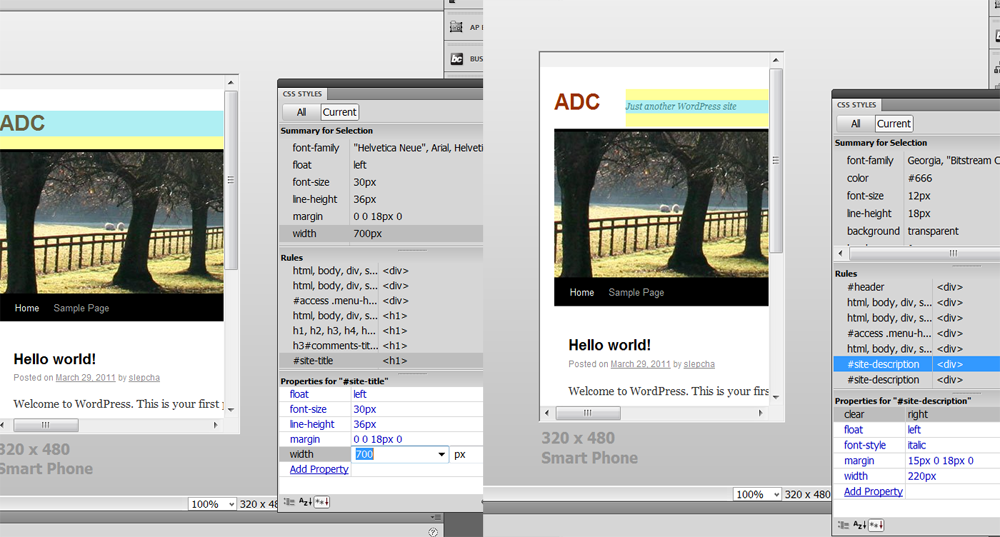 AP
BUS
ADC
Home Sample Page
Hello world!
Posted on March 29, 2011 by slepcha
Welcome to WordPress. This is your first
320 x 480
Smart Phone
100% 320 x 48
CSS STYLES
All Current
Summary for Selection
font-family "Helvetica Neue", Arial, Helveti
float left
font-size 30px
line-height 36px
margin 0 0 18px 0
width 700px
Rules
html, body, div, s... <div>
html, body, div, s... <div>
#access .menu-h... <div>
html, body, div, s... <h1>
h1, h2, h3, h4, h... <h1>
h3#comments-tit... <h1>
#site-title <h1>
Properties for "#site-title"
float left
font-size 30px
line-height 36px
margin 0 0 18px 0
width 700 px
Add Property
ADC Just another WordPress site
Home Sample Page
Hello world!
Posted on March 29, 2011 by slepcha
Welcome to WordPress. This is your firs
320 x 480
Smart Phone
100% 320 x 480
CSS STYLES
All Current
Summary for Selection
font-family Georgia, "Bitstream C
color #666
font-size 12px
line-height 18px
background transparent
Rules
#header <div>
html, body, div, s... <div>
html, body, div, s... <div>
#access .menu-h... <div>
html, body, div, s... <div>
#site-description <div>
#site-description <div>
Properties for "#site-description"
clear right
float left
font-style italic
margin 15px 0 18px 0
width 220px
Add Property